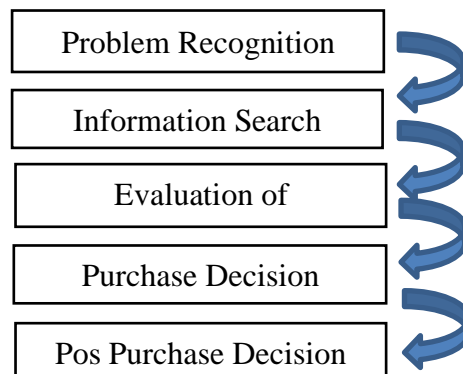 Problem Recognition
Information Search
Evaluation of
Purchase Decision
Pos Purchase Decision